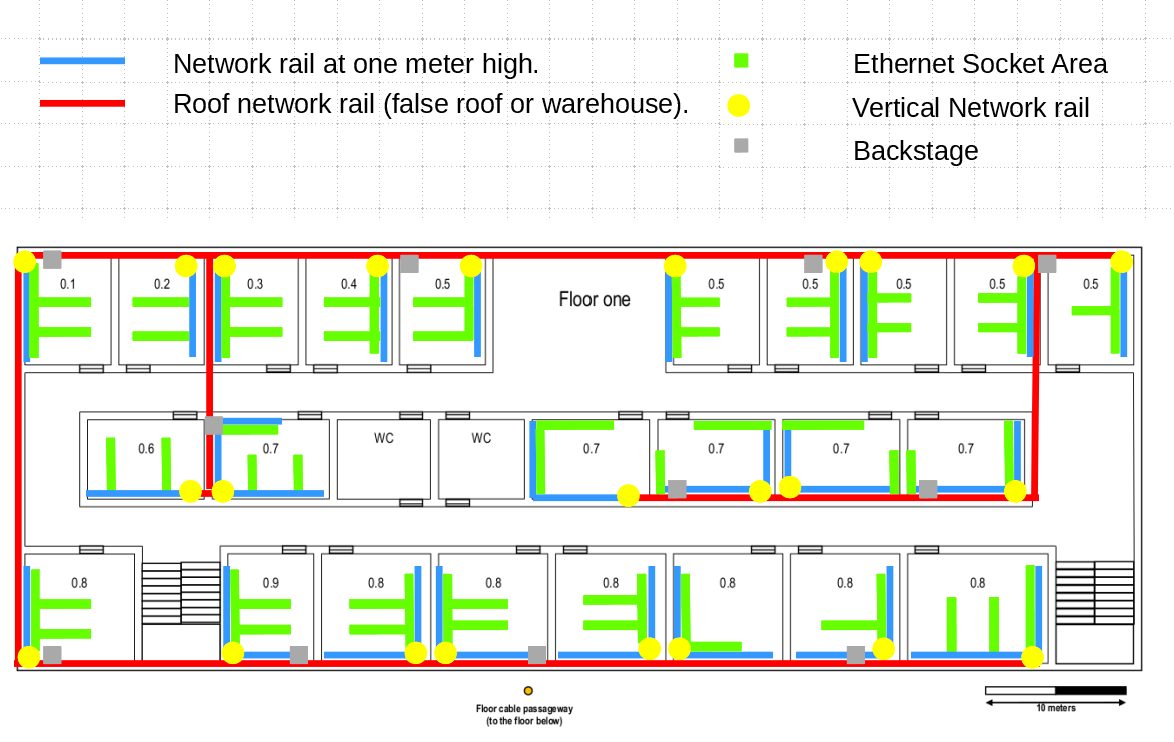 Network rail at one meter high.
Roof network rail (false roof or warehouse).
Ethernet Socket Area
Vertical Network rail
Backstage
0.1
0.2
0.3
0.4
0.5
Floor one
0.5
0.5
0.5
0.5
0.5
0.6
0.7
WC
WC
0.7
0.7
0.7
0.7
0.8
0.9
0.8
0.8
0.8
0.8
0.8
0.8
Floor cable passageway
(to the floor below)
10 meters